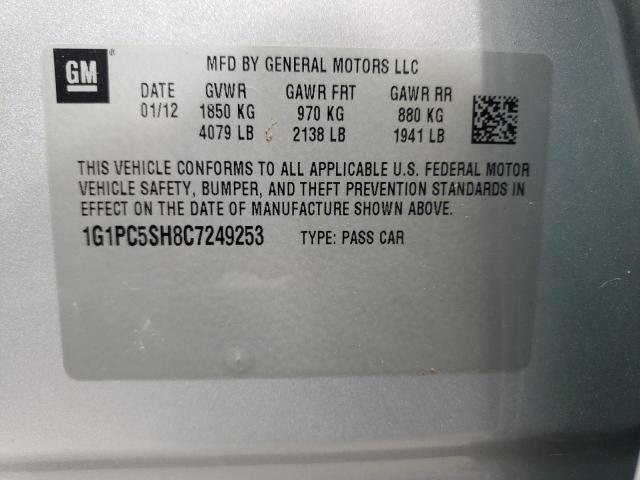 GM ®
MFD BY GENERAL MOTORS LLC
DATE GVWR GAWR FRT GAWR RR
01/12 1850 KG 970 KG 880 KG
4079 LB 2138 LB 1941 LB
THIS VEHICLE CONFORMS TO ALL APPLICABLE U.S. FEDERAL MOTOR
VEHICLE SAFETY, BUMPER, AND THEFT PREVENTION STANDARDS IN
EFFECT ON THE DATE OF MANUFACTURE SHOWN ABOVE.
1G1PC5SH8C7249253 TYPE: PASS CAR